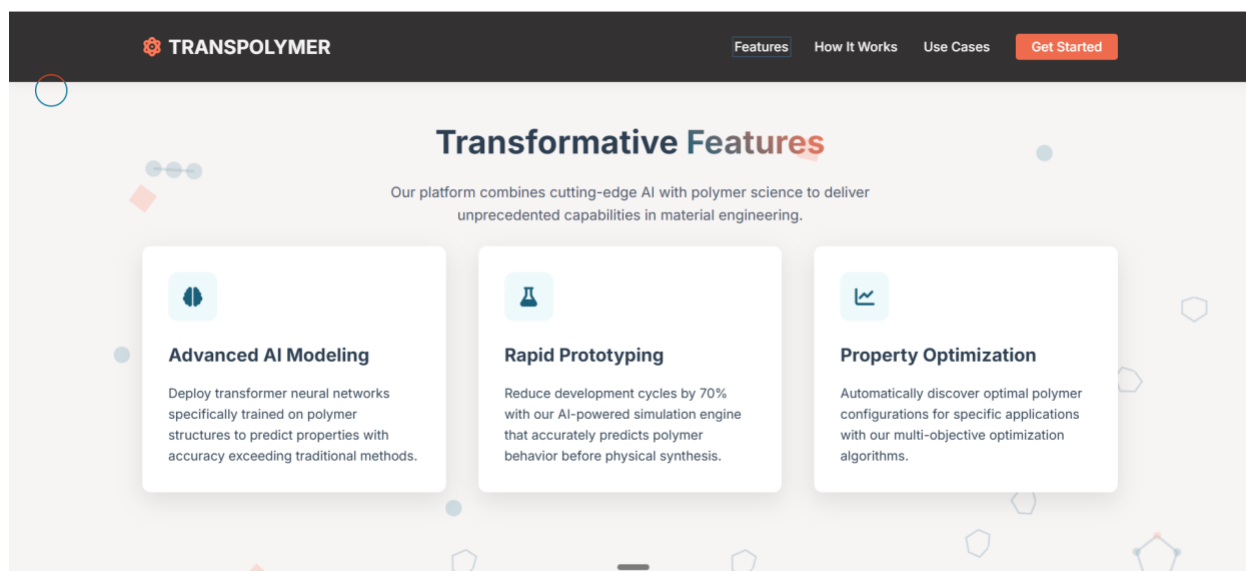 TRANSPOLYMER
Features
How It Works
Use Cases
Get Started
Transformative Features
Our platform combines cutting-edge AI with polymer science to deliver
unprecedented capabilities in material engineering.
Advanced AI Modeling
Deploy transformer neural networks
specifically trained on polymer
structures to predict properties with
accuracy exceeding traditional methods.
Rapid Prototyping
Reduce development cycles by 70%
with our AI-powered simulation engine
that accurately predicts polymer
behavior before physical synthesis.
Property Optimization
Automatically discover optimal polymer
configurations for specific applications
with our multi-objective optimization
algorithms.